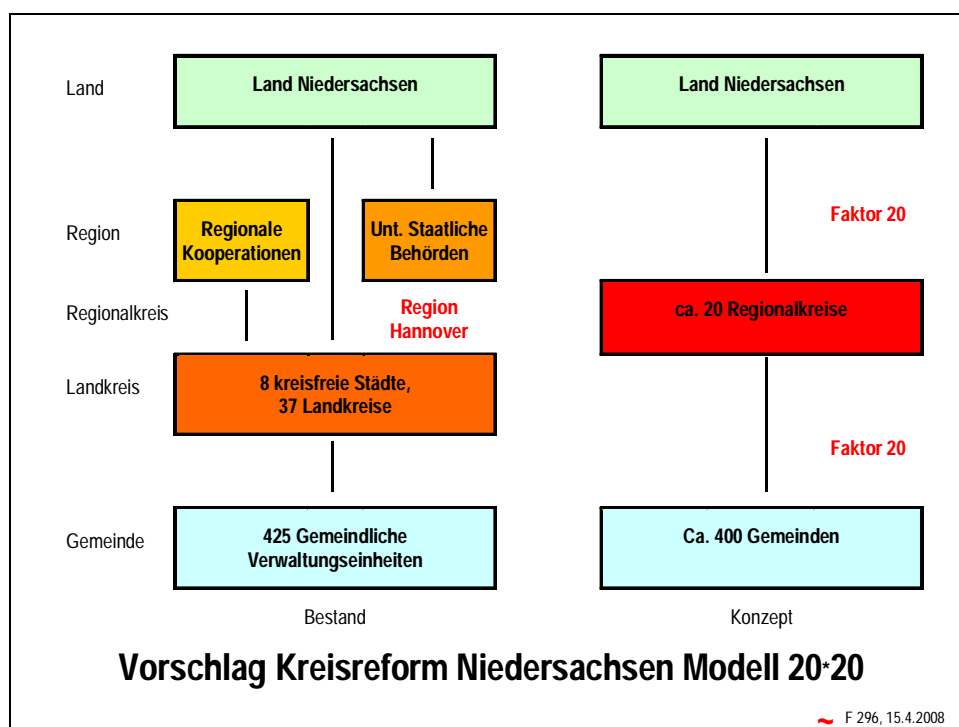 Land
Land Niedersachsen
Land Niedersachsen
Region
Regionale
Kooperationen
Unt. Staatliche
Behörden
Faktor 20
Regionalkreis
Region
Hannover
ca. 20 Regionalkreise
Landkreis
8 kreisfreie Städte,
37 Landkreise
Faktor 20
Gemeinde
425 Gemeindliche
Verwaltungseinheiten
Ca. 400 Gemeinden
Bestand
Konzept
Vorschlag Kreisreform Niedersachsen Modell 20*20
~ F 296, 15.4.2008